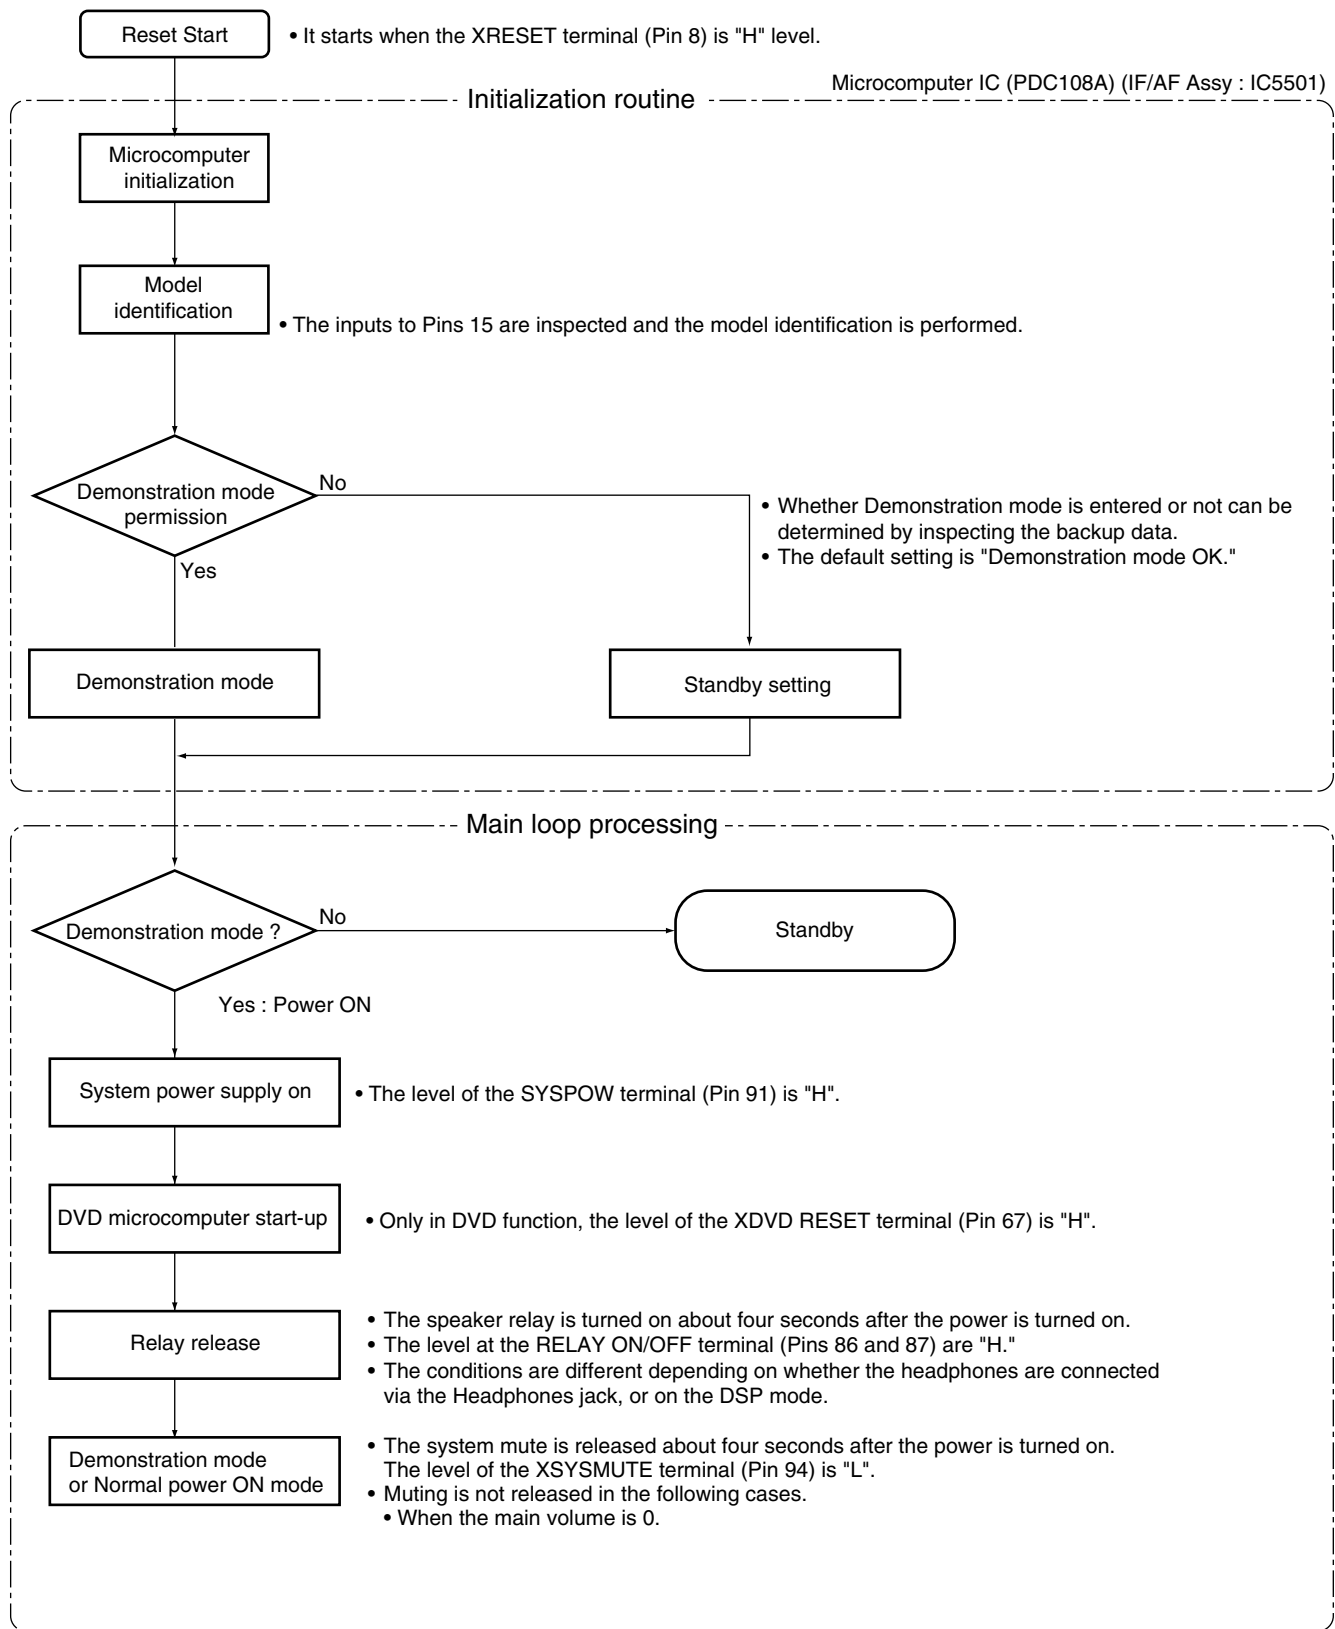 Reset Start
• It starts when the XRESET terminal (Pin 8) is "H" level.
Microcomputer IC (PDC108A) (IF/AF Assy : IC5501)
Initialization routine
Microcomputer
initialization
Model
identification
• The inputs to Pins 15 are inspected and the model identification is performed.
Demonstration mode
permission
No
Yes
• Whether Demonstration mode is entered or not can be
determined by inspecting the backup data.
• The default setting is "Demonstration mode OK."
Demonstration mode
Standby setting
Main loop processing
Demonstration mode ?
No
Standby
Yes : Power ON
System power supply on
• The level of the SYSPOW terminal (Pin 91) is "H".
DVD microcomputer start-up
• Only in DVD function, the level of the XDVD RESET terminal (Pin 67) is "H".
Relay release
• The speaker relay is turned on about four seconds after the power is turned on.
• The level at the RELAY ON/OFF terminal (Pins 86 and 87) are "H."
• The conditions are different depending on whether the headphones are connected
via the Headphones jack, or on the DSP mode.
Demonstration mode
or Normal power ON mode
• The system mute is released about four seconds after the power is turned on.
The level of the XSYSMUTE terminal (Pin 94) is "L".
• Muting is not released in the following cases.
• When the main volume is 0.